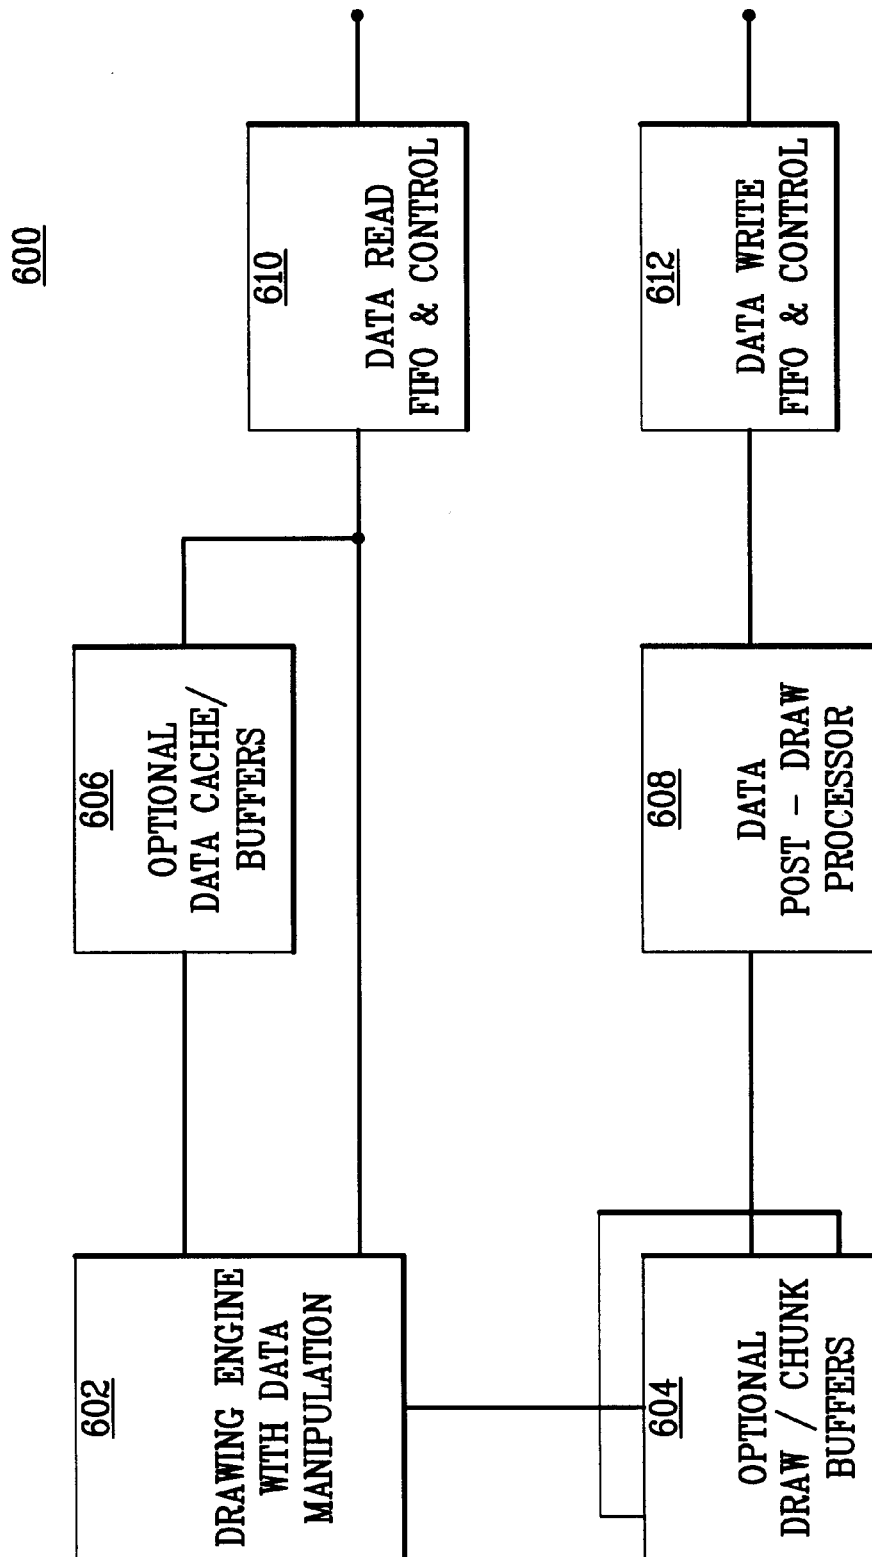 600
602
DRAWING ENGINE
WITH DATA
MANIPULATION
606
OPTIONAL
DATA CACHE/
BUFFERS
610
DATA READ
FIFO & CONTROL
604
OPTIONAL
DRAW / CHUNK
BUFFERS
608
DATA
POST - DRAW
PROCESSOR
612
DATA WRITE
FIFO & CONTROL